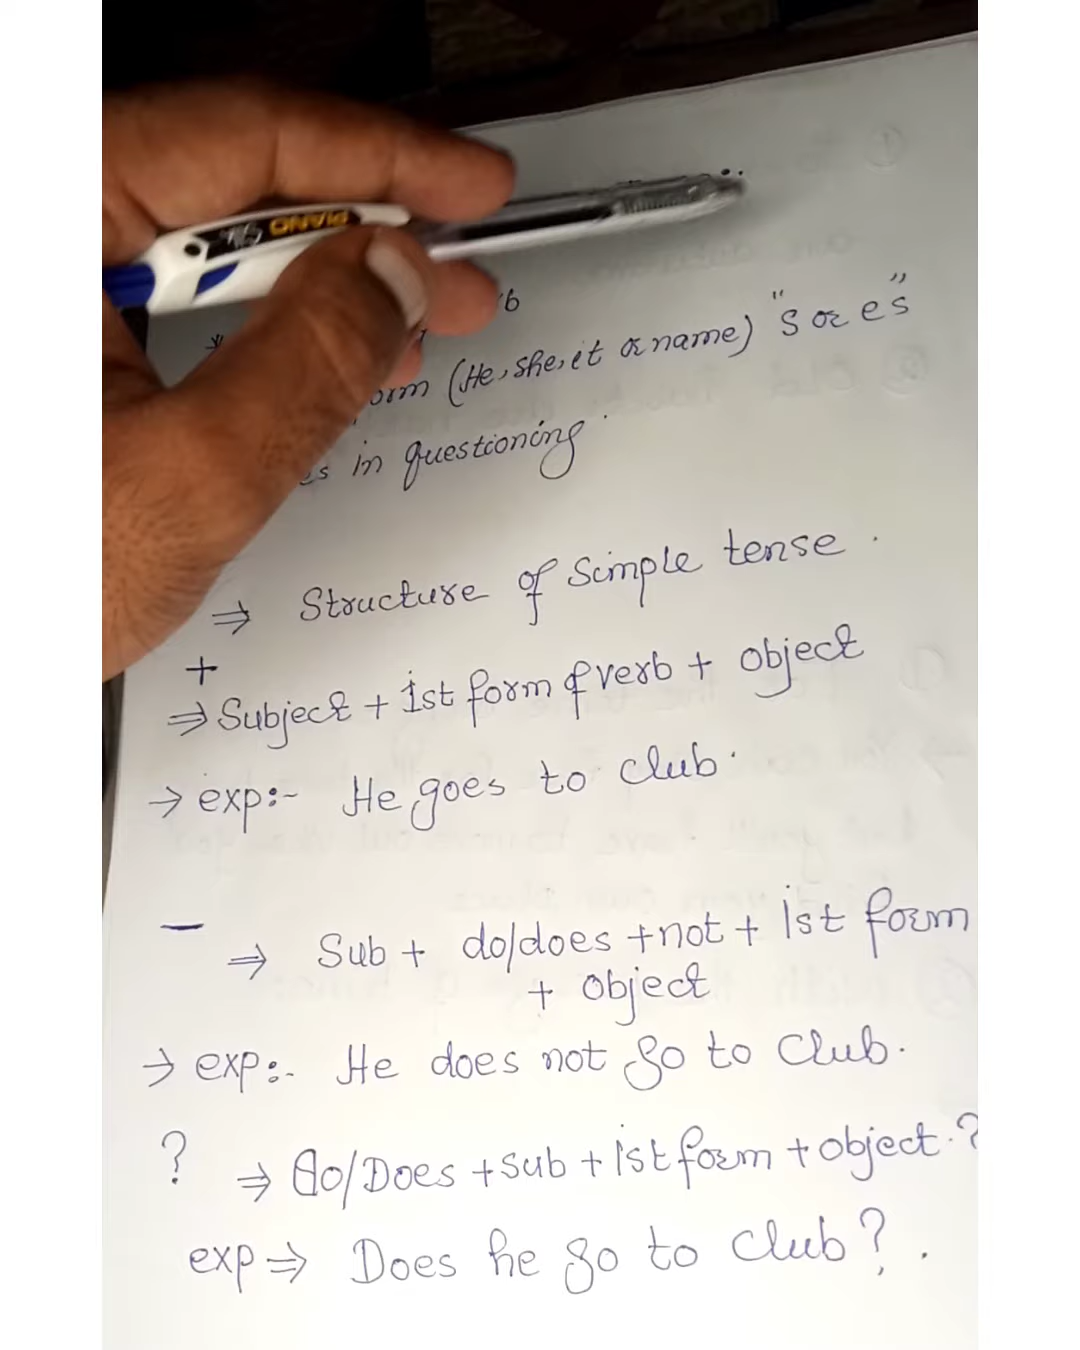 PIANO
(He, she, it or name) "s or es"
in questioning
⇒ Structure of Simple tense.
+
⇒ Subject + 1st form of verb + object
→ exp:- He goes to club.
—
⇒ Sub + do/does + not + 1st form
+ object
→ exp:- He does not go to club.
? ⇒ Do/Does + sub + 1st form + object.?
exp ⇒ Does he go to club?.